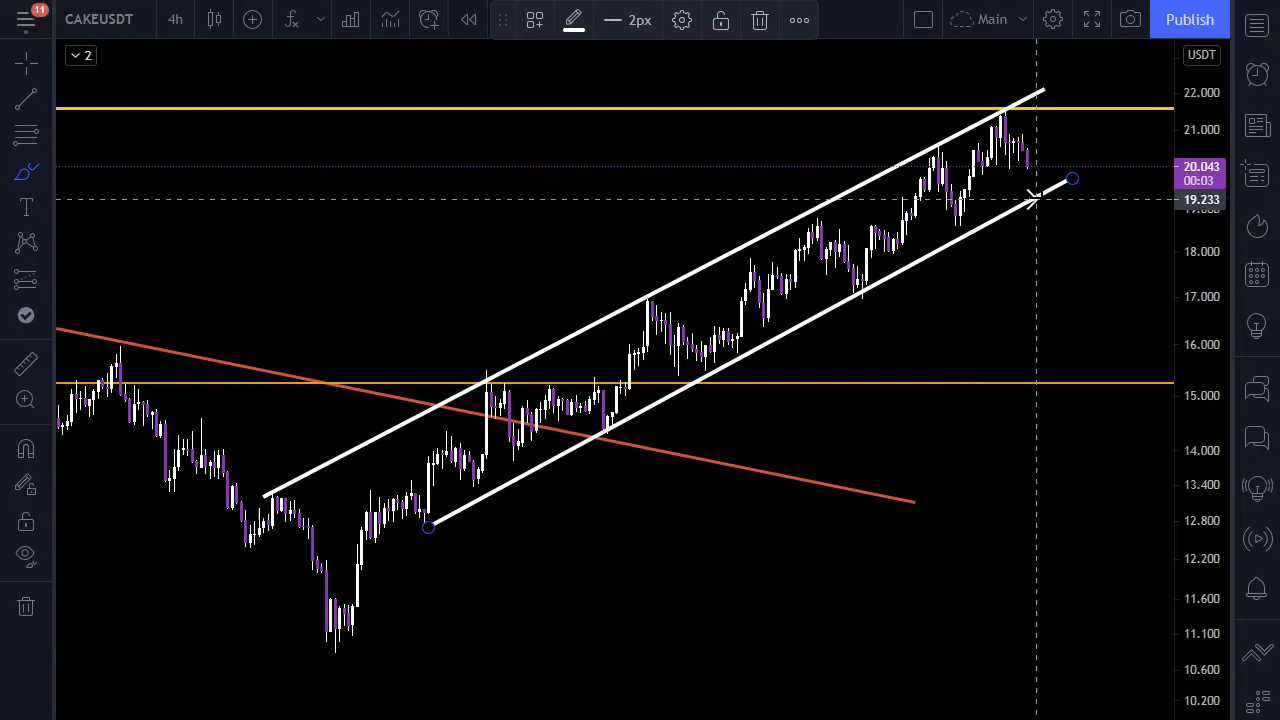 11
CAKEUSDT
4h
2px
Main
Publish
2
USDT
22.000
21.000
20.043
00:03
19.233
18.000
17.000
16.000
15.000
14.000
13.400
12.800
12.200
11.600
11.100
10.600
10.200
T